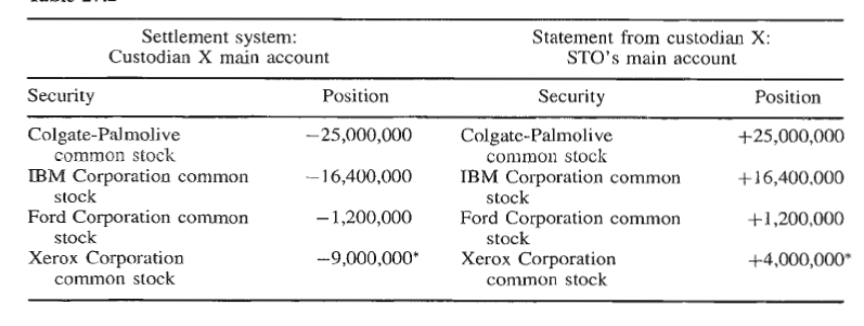 Settlement system: Statement from custodian X:
Custodian X main account STO's main account
Security Position Security Position
Colgate-Palmolive −25,000,000 Colgate-Palmolive +25,000,000
common stock common stock
IBM Corporation common −16,400,000 IBM Corporation common +16,400,000
stock stock
Ford Corporation common −1,200,000 Ford Corporation common +1,200,000
stock stock
Xerox Corporation −9,000,000* Xerox Corporation +4,000,000*
common stock common stock